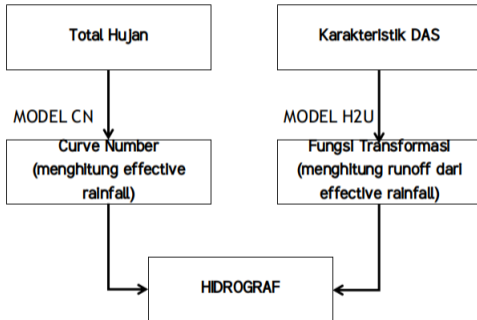 Total Hujan
Karakteristik DAS
MODEL CN
MODEL H2U
Curve Number
(menghitung effective
rainfall)
Fungsi Transformasi
(menghitung runoff dari
effective rainfall)
HIDROGRAF